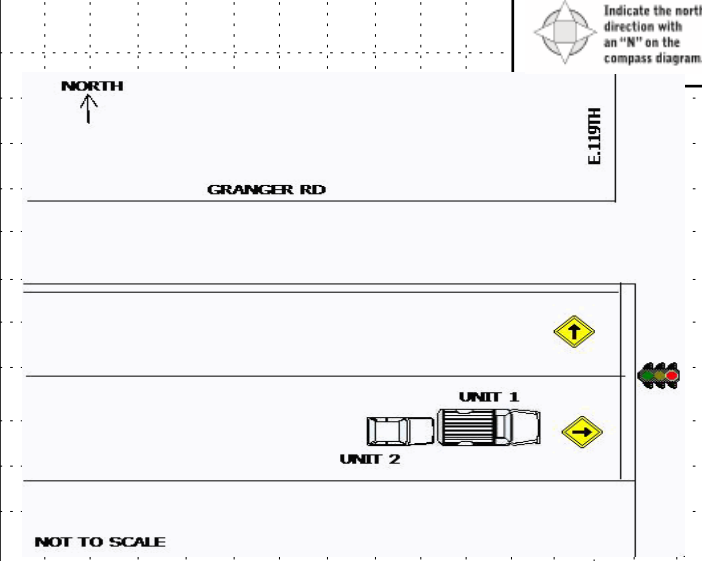 Indicate the north
direction with
an "N" on the
compass diagram.
NORTH
E.119TH
GRANGER RD
UNIT 1
UNIT 2
NOT TO SCALE